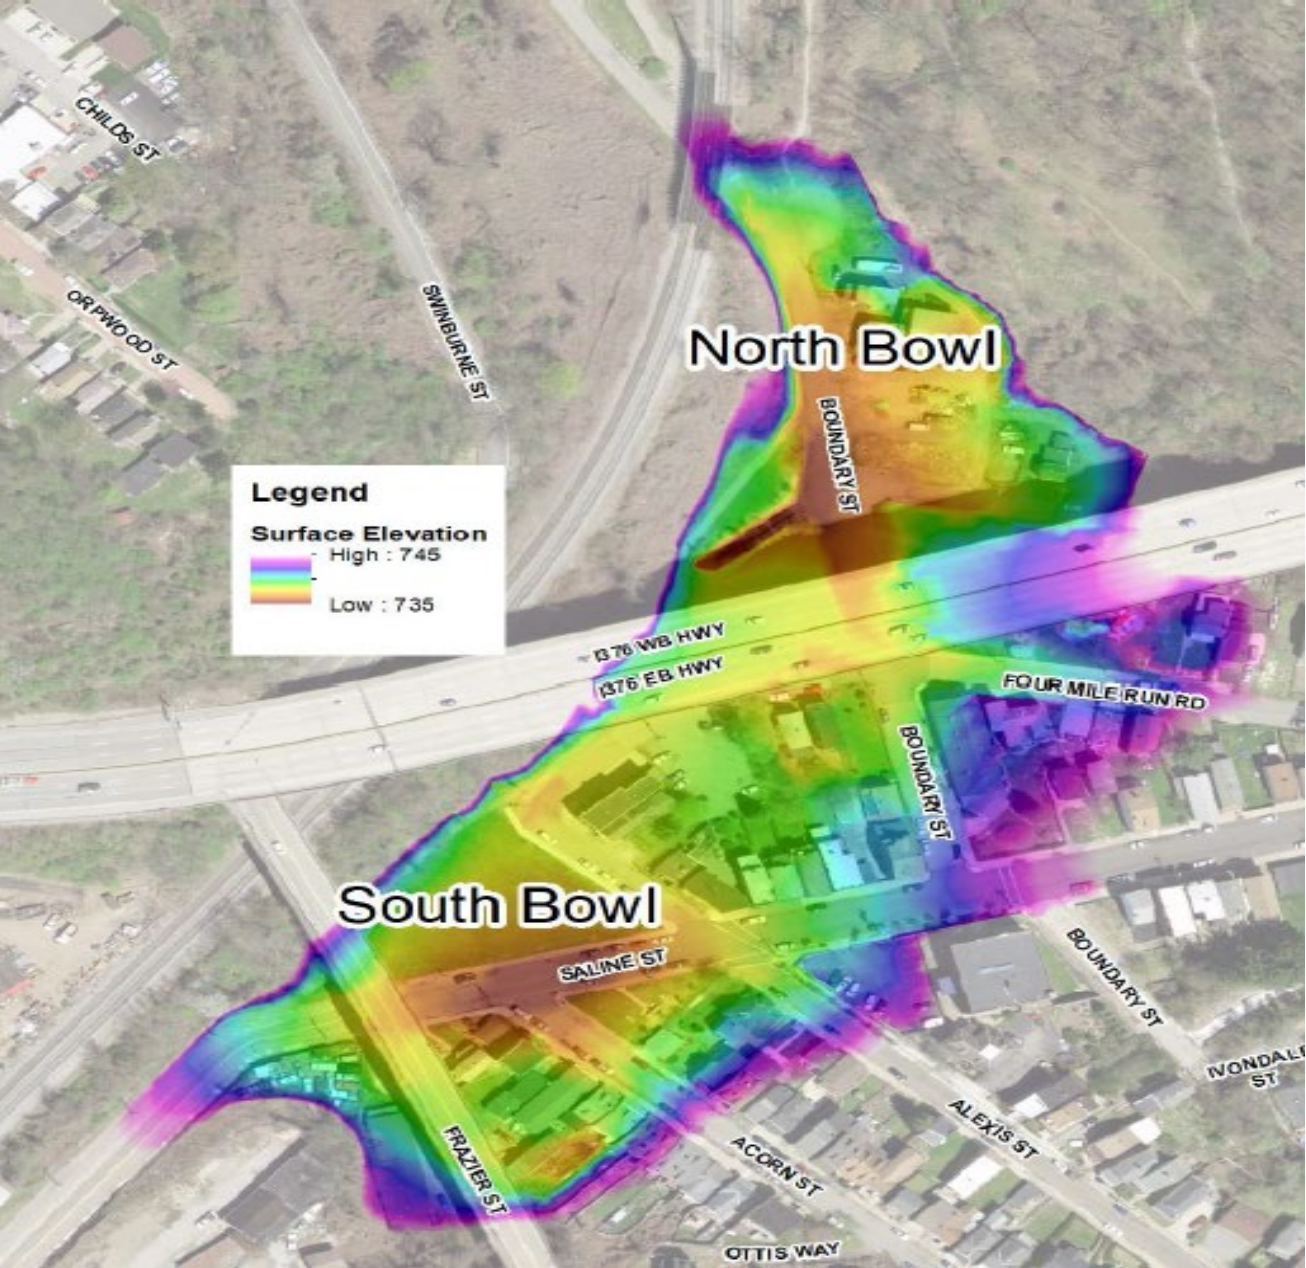 CHILDS ST
ORPWOOD ST
SWINBURNE ST
North Bowl
BOUNDARY ST
Legend
Surface Elevation
High : 745
Low : 735
I376 WB HWY
I376 EB HWY
FOUR MILE RUN RD
BOUNDARY ST
South Bowl
SALINE ST
BOUNDARY ST
IVONDALE
ST
ALEXIS ST
FRAZIER ST
ACORN ST
OTTIS WAY